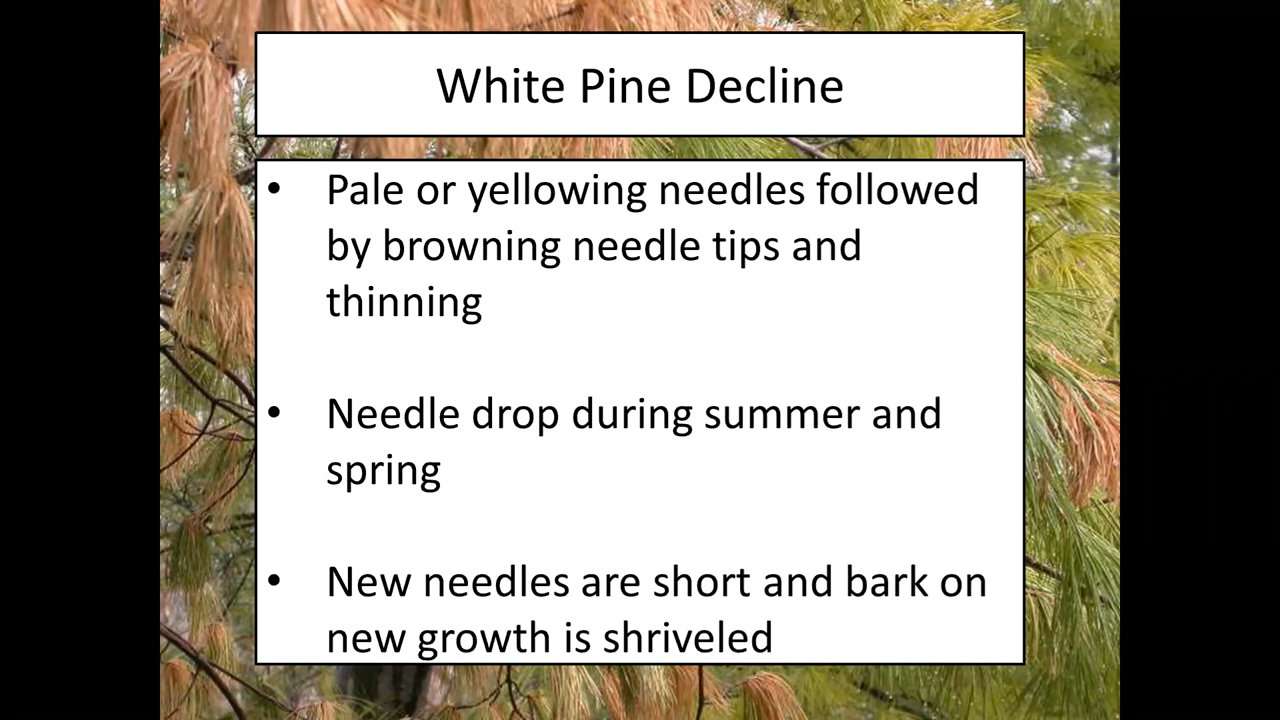 White Pine Decline
• Pale or yellowing needles followed
by browning needle tips and
thinning
• Needle drop during summer and
spring
• New needles are short and bark on
new growth is shriveled